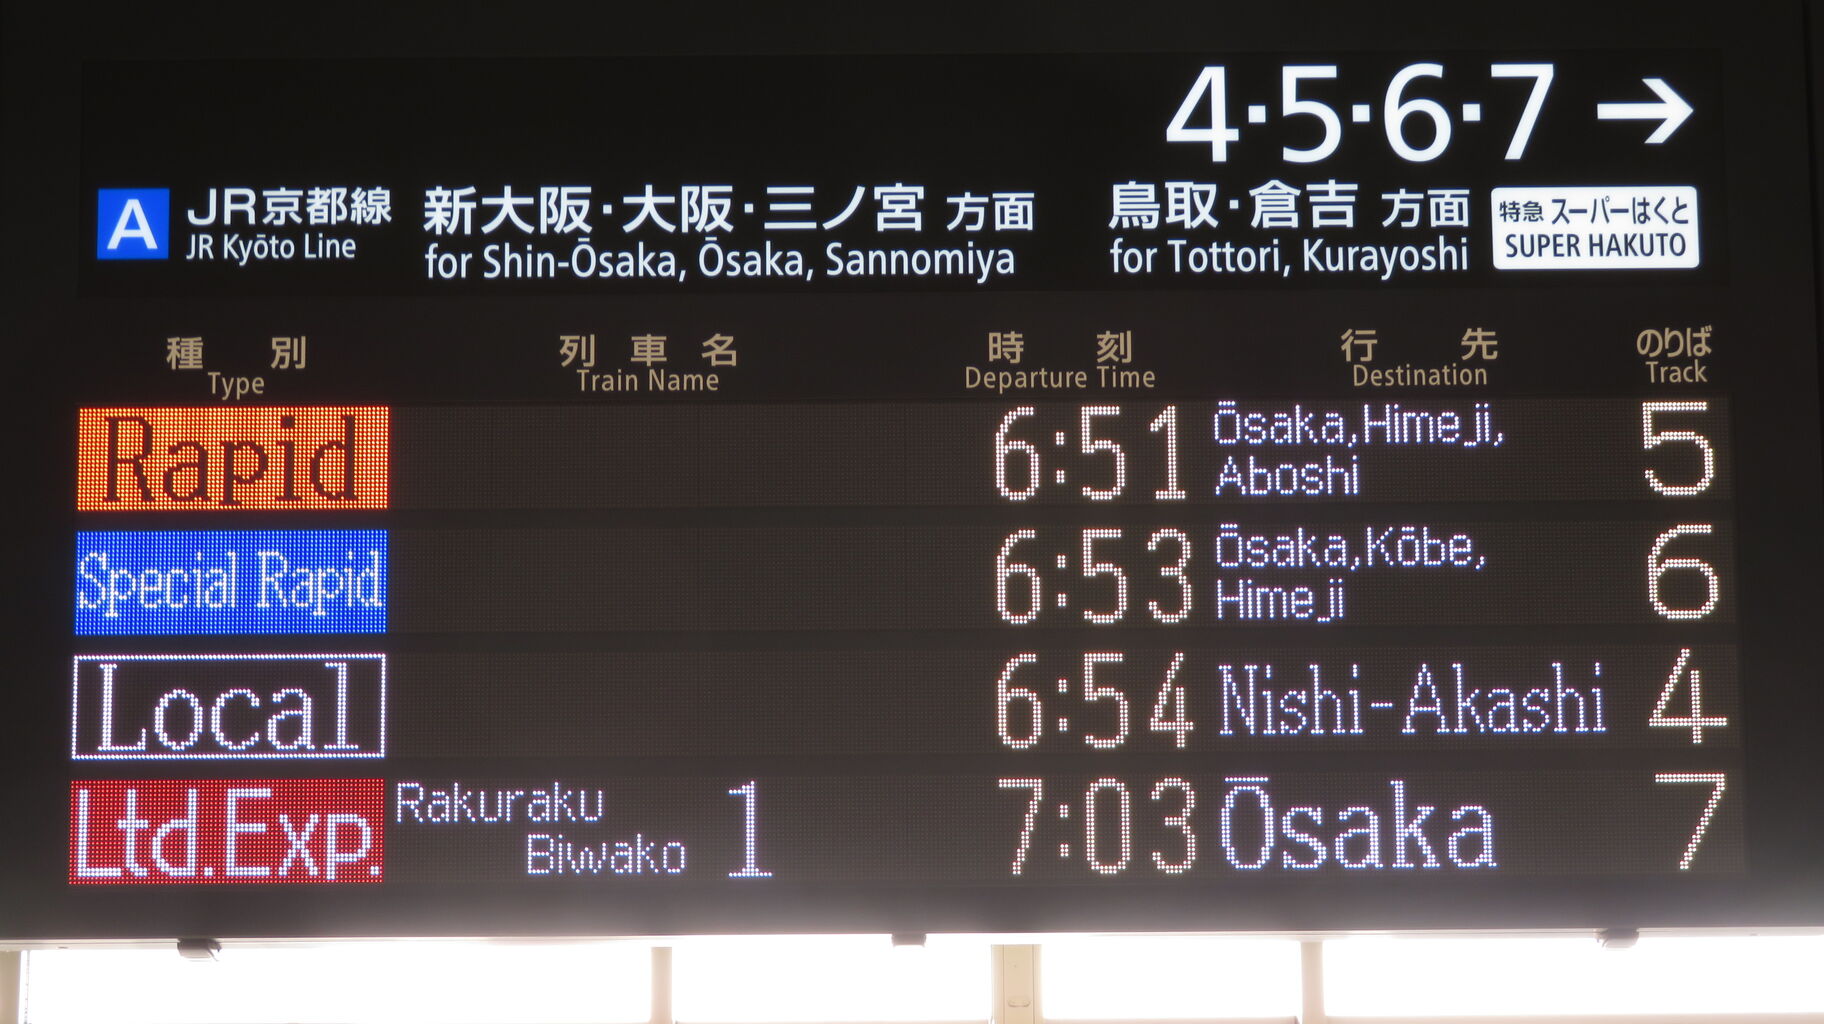 4·5·6·7 →
A JR京都線 新大阪·大阪·三ノ宮 方面 鳥取·倉吉 方面 特急 スーパーはくと
JR Kyōto Line for Shin-Ōsaka, Ōsaka, Sannomiya for Tottori, Kurayoshi SUPER HAKUTO
種別 列車名 時刻 行先 のりば
Type Train Name Departure Time Destination Track
Rapid 6:51 Ōsaka,Himeji, 5
Aboshi
Special Rapid 6:53 Ōsaka,Kōbe, 6
Himeji
Local 6:54 Nishi-Akashi 4
Ltd.Exp. Rakuraku 1 7:03 Ōsaka 7
Biwako